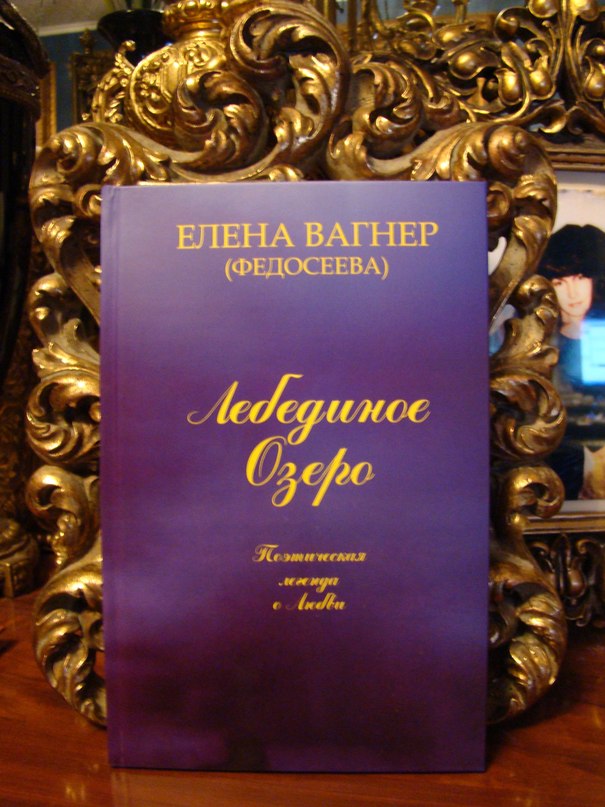 ЕЛЕНА ВАГНЕР
(ФЕДОСЕЕВА)
Лебединое
Озеро
Поэтическая
легенда
о Любви